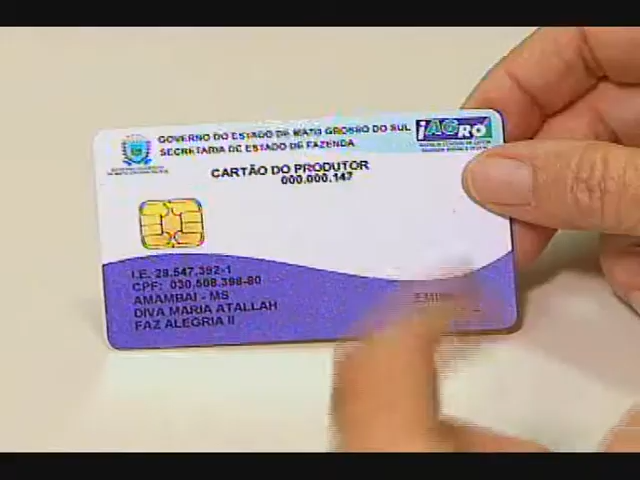 GOVERNO DO ESTADO DE MATO GROSSO DO SUL
SECRETARIA DE ESTADO DE FAZENDA
iAGRO
CARTÃO DO PRODUTOR
000.000.147
I.E. 28.547.392-1
CPF: 030.508.398-80
AMAMBAI - MS
DIVA MARIA ATALLAH
FAZ ALEGRIA II